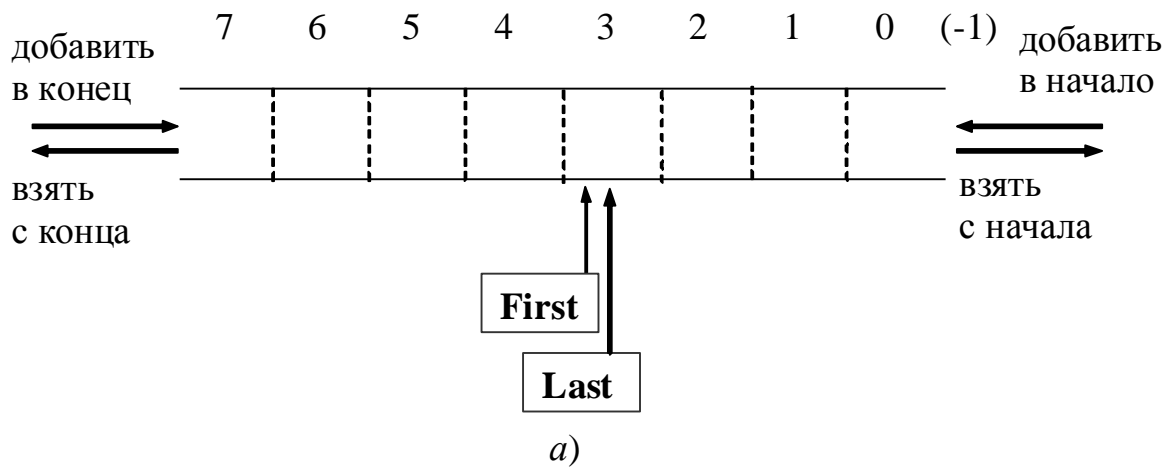 7 6 5 4 3 2 1 0 (-1)
добавить
в конец
добавить
в начало
взять
с конца
взять
с начала
First
Last
а)